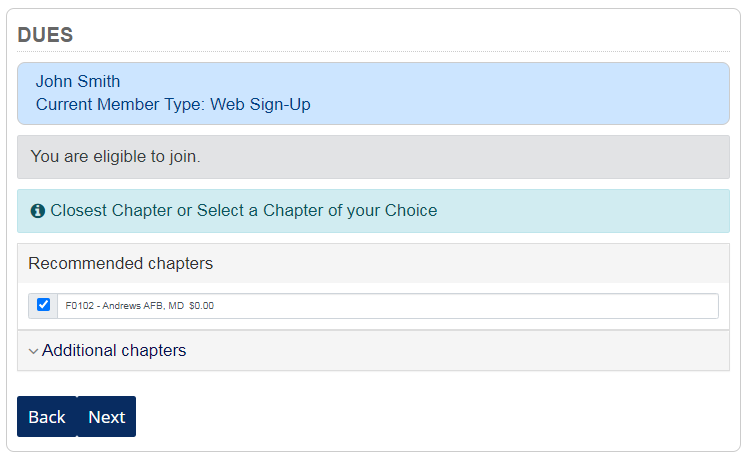 DUES
John Smith
Current Member Type: Web Sign-Up
You are eligible to join.
Closest Chapter or Select a Chapter of your Choice
Recommended chapters
F0102 - Andrews AFB, MD $0.00
Additional chapters
Back Next